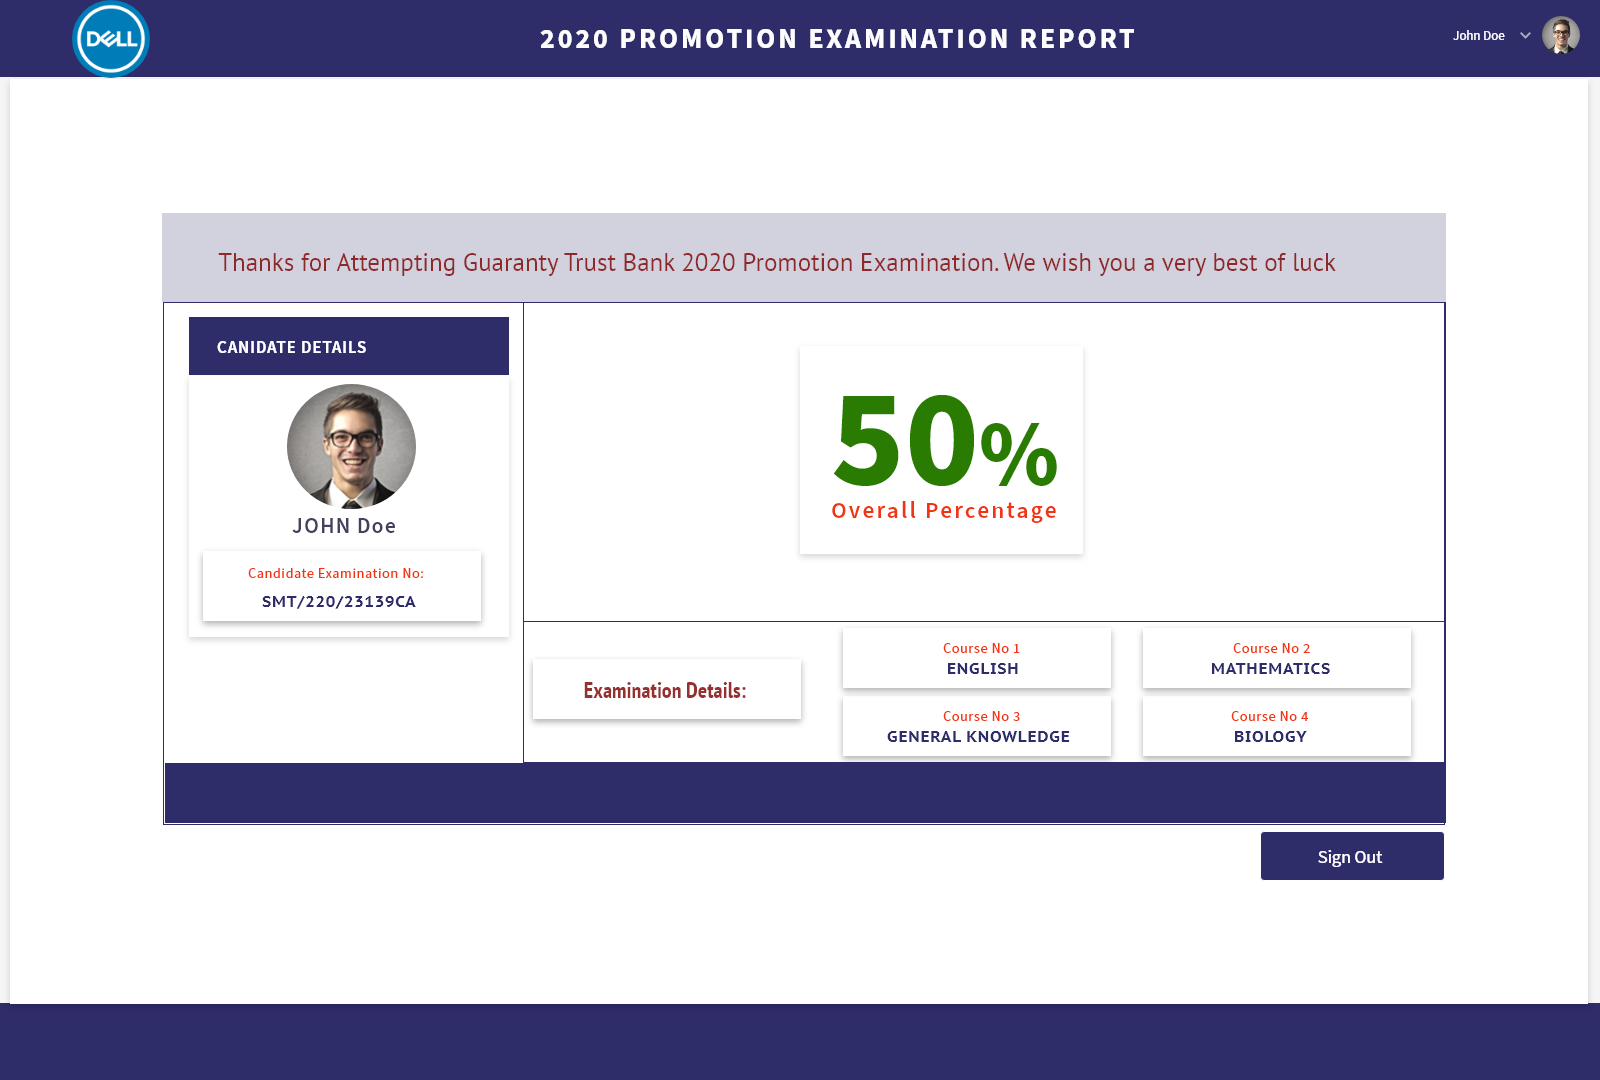 DELL
2020 PROMOTION EXAMINATION REPORT
John Doe
Thanks for Attempting Guaranty Trust Bank 2020 Promotion Examination. We wish you a very best of luck
CANIDATE DETAILS
JOHN Doe
Candidate Examination No:
SMT/220/23139CA
50%
Overall Percentage
Examination Details:
Course No 1
ENGLISH
Course No 2
MATHEMATICS
Course No 3
GENERAL KNOWLEDGE
Course No 4
BIOLOGY
Sign Out